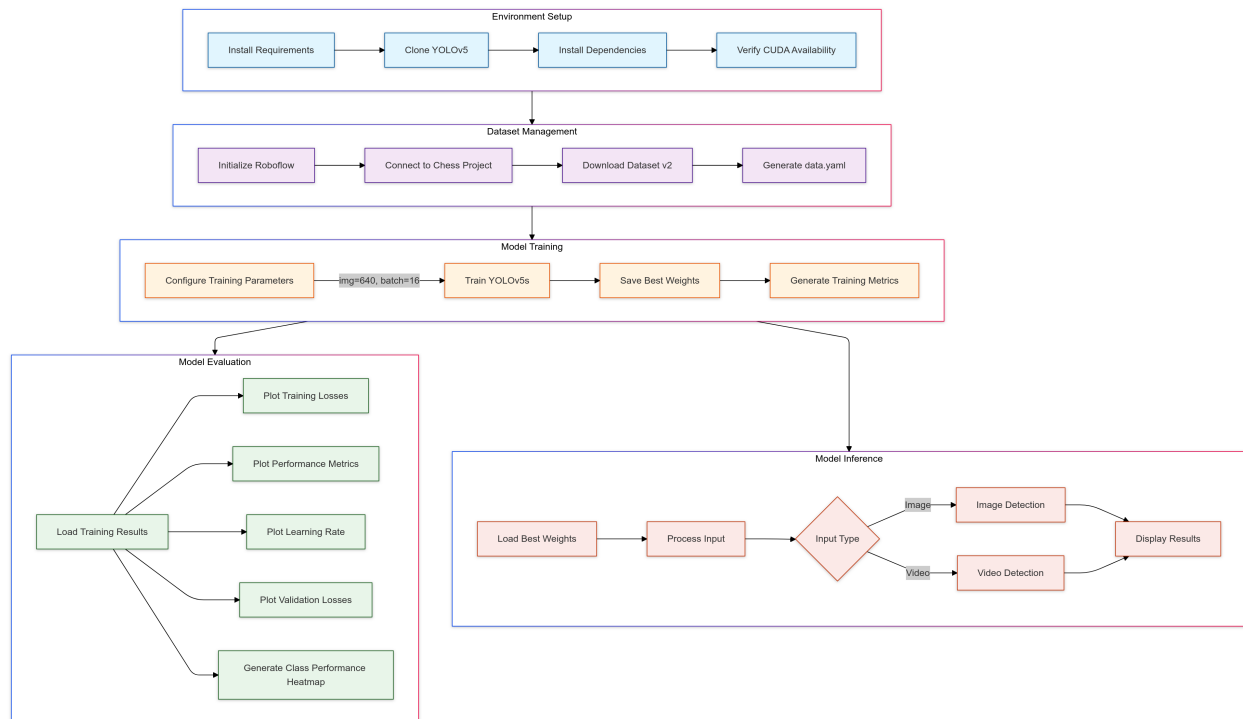 Environment Setup
Install Requirements
Clone YOLOv5
Install Dependencies
Verify CUDA Availability
Dataset Management
Initialize Roboflow
Connect to Chess Project
Download Dataset v2
Generate data.yaml
Model Training
Configure Training Parameters
img=640, batch=16
Train YOLOv5s
Save Best Weights
Generate Training Metrics
Model Evaluation
Load Training Results
Plot Training Losses
Plot Performance Metrics
Plot Learning Rate
Plot Validation Losses
Generate Class Performance
Heatmap
Model Inference
Load Best Weights
Process Input
Input Type
Image
Image Detection
Video
Video Detection
Display Results